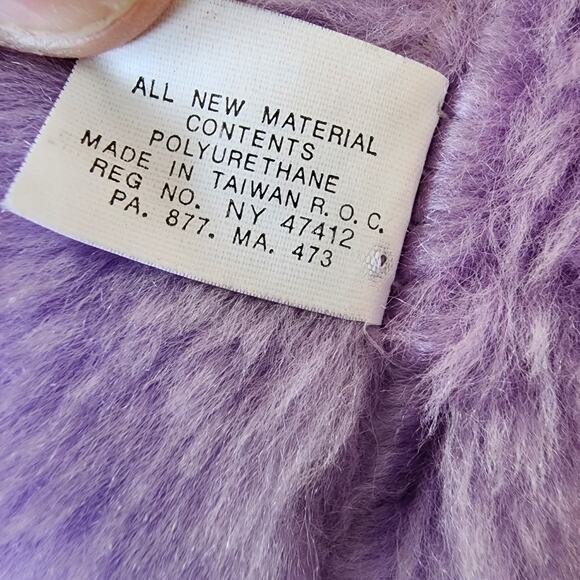 ALL NEW MATERIAL
CONTENTS
POLYURETHANE
MADE IN TAIWAN R.O.C.
REG NO. NY 47412
PA. 877. MA. 473